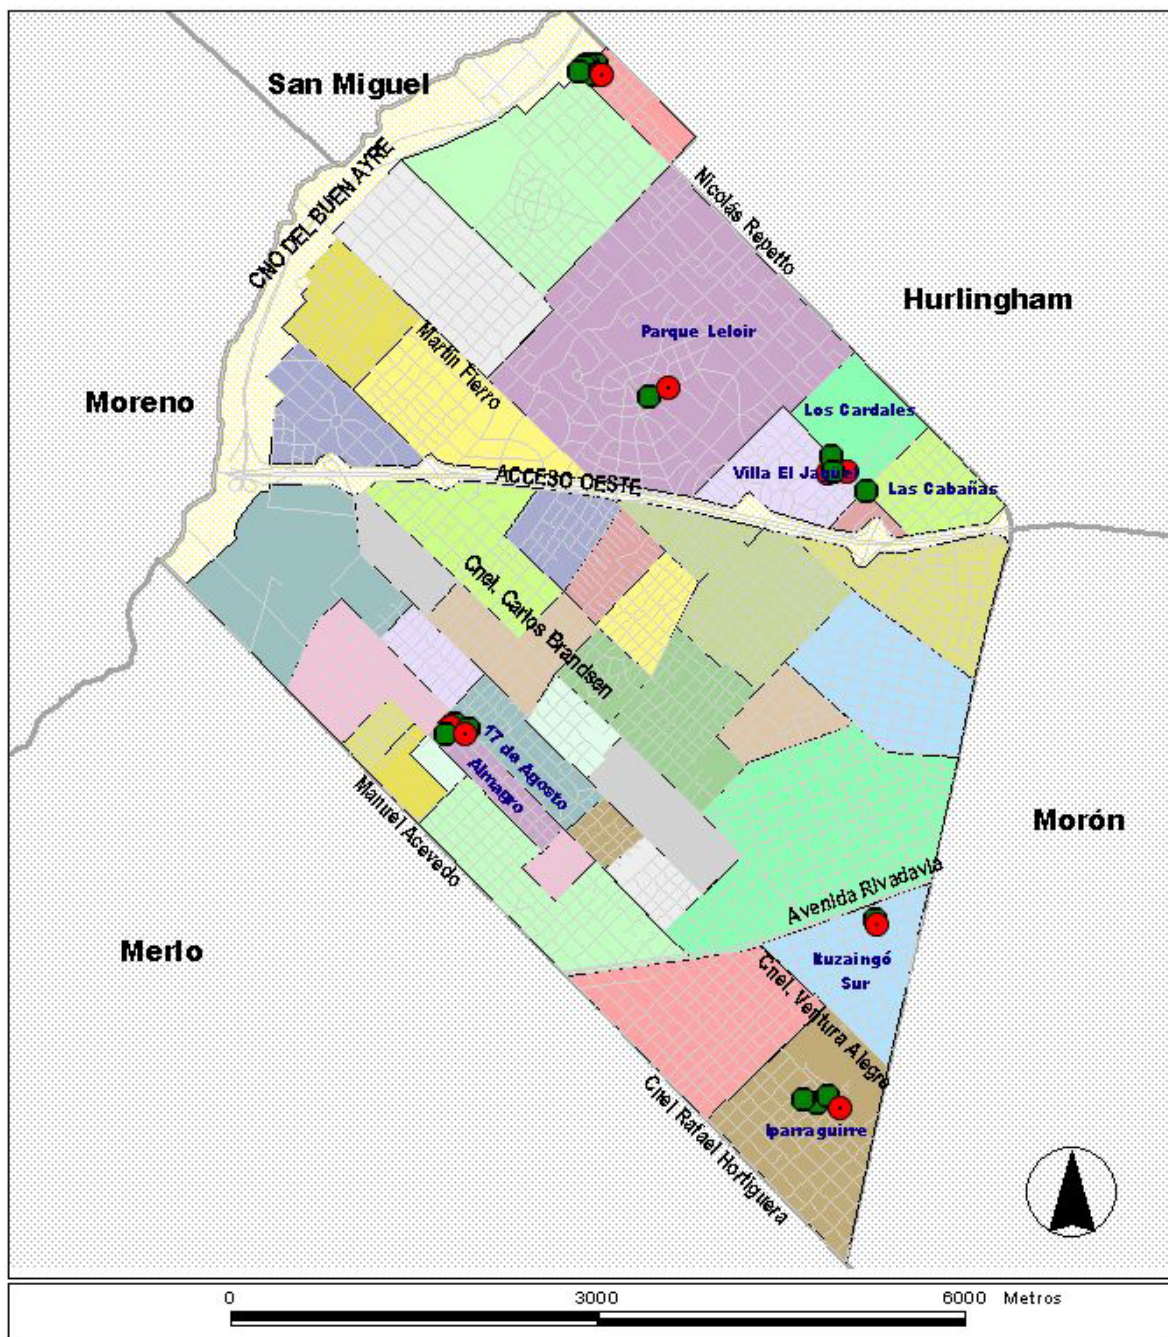 San Miguel
CNO DEL BUEN AYRE
Nicolás Repetto
Hurlingham
Parque Leloir
Martín Fierro
Moreno
Los Cardales
Villa El Jagüel
Las Cabañas
ACCESO OESTE
Cnel. Carlos Brandsen
17 de Agosto
Almagro
Manuel Acevedo
Morón
Avenida Rivadavia
Merlo
Ituzaingó
Sur
Cnel. Ventura Alegre
Iparraguirre
Cnel Rafael Hortiguera
0 3000 6000 Metros